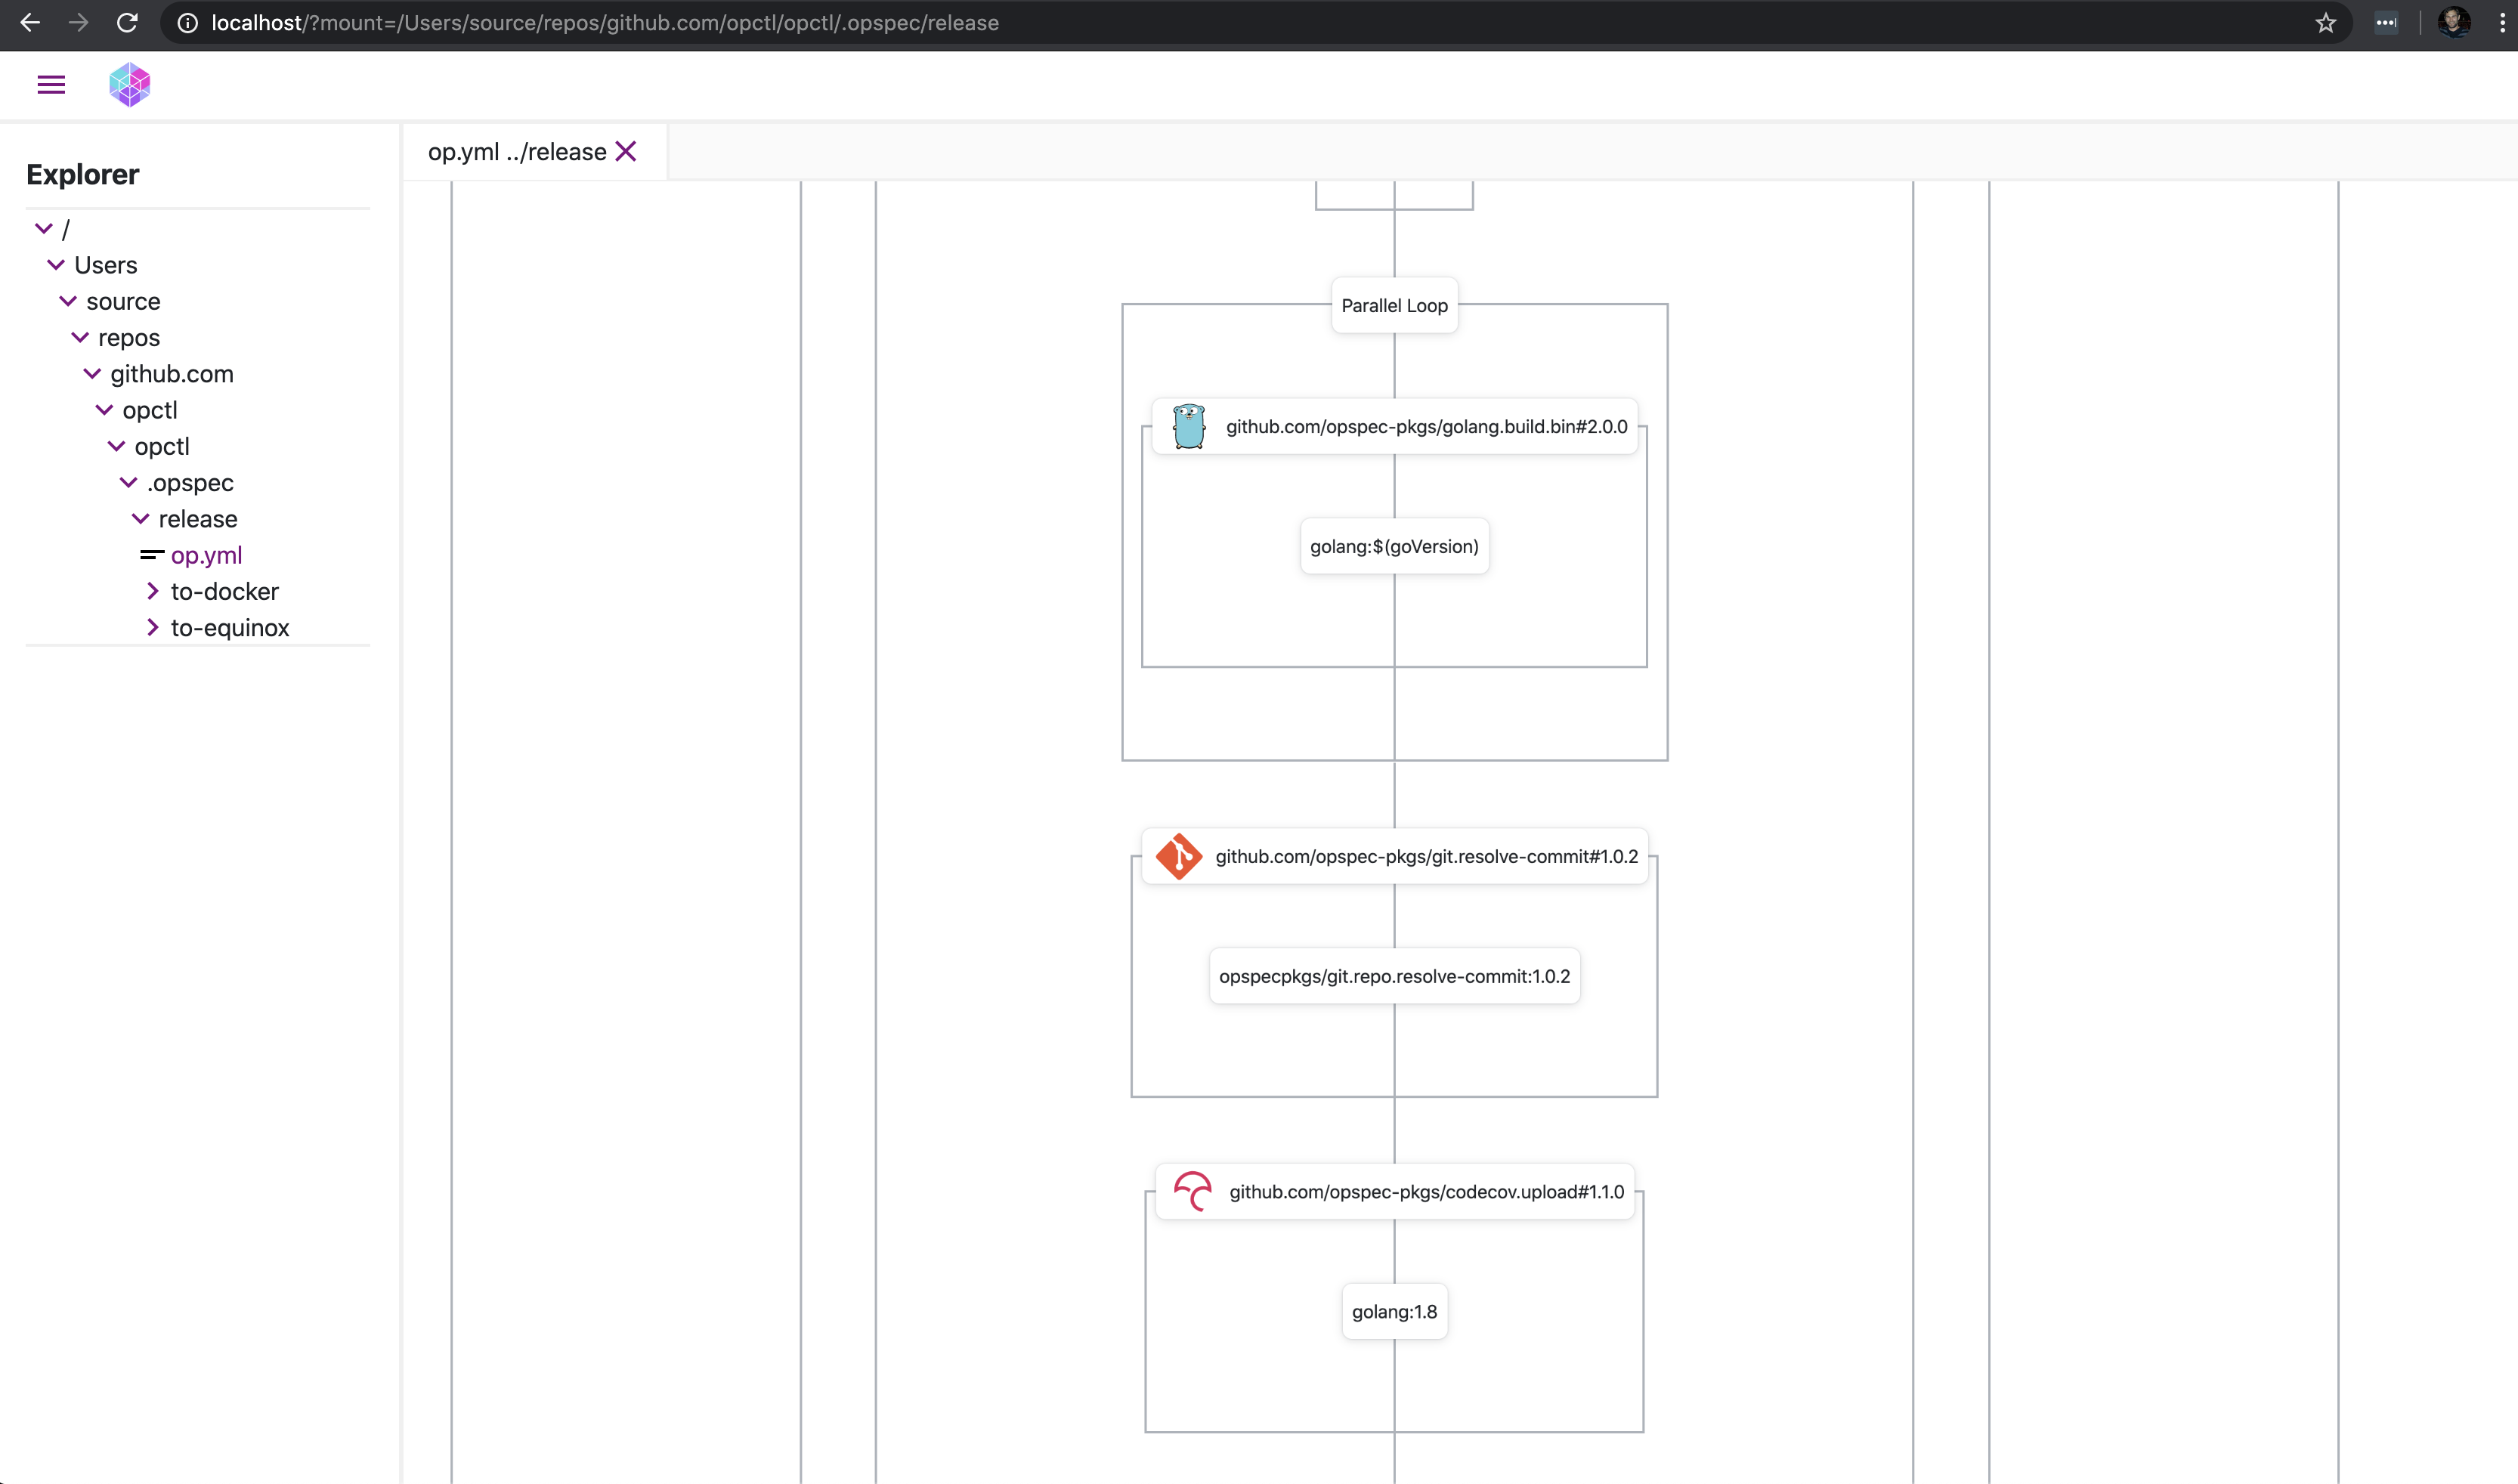 localhost/?mount=/Users/source/repos/github.com/opctl/opctl/.opspec/release
Explorer
/
Users
source
repos
github.com
opctl
opctl
.opspec
release
op.yml
to-docker
to-equinox
op.yml ../release
Parallel Loop
github.com/opspec-pkgs/golang.build.bin#2.0.0
golang:$(goVersion)
github.com/opspec-pkgs/git.resolve-commit#1.0.2
opspecpkgs/git.repo.resolve-commit:1.0.2
github.com/opspec-pkgs/codecov.upload#1.1.0
golang:1.8